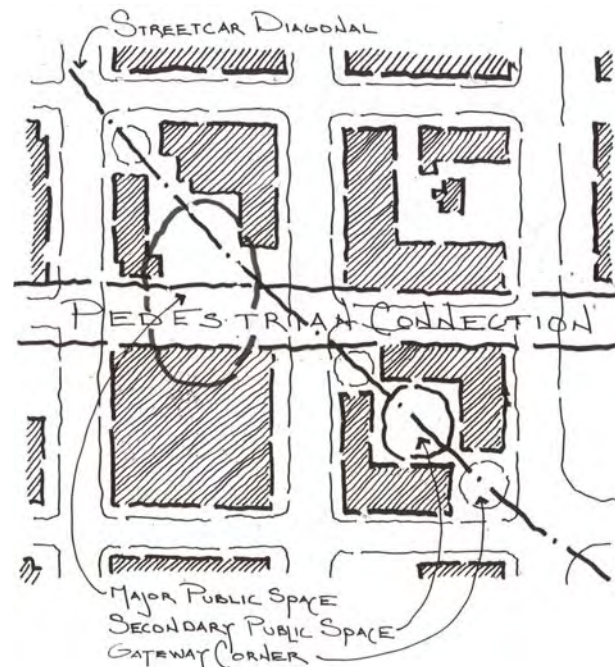 STREETCAR DIAGONAL
PEDESTRIAN CONNECTION
MAJOR PUBLIC SPACE
SECONDARY PUBLIC SPACE
GATEWAY CORNER